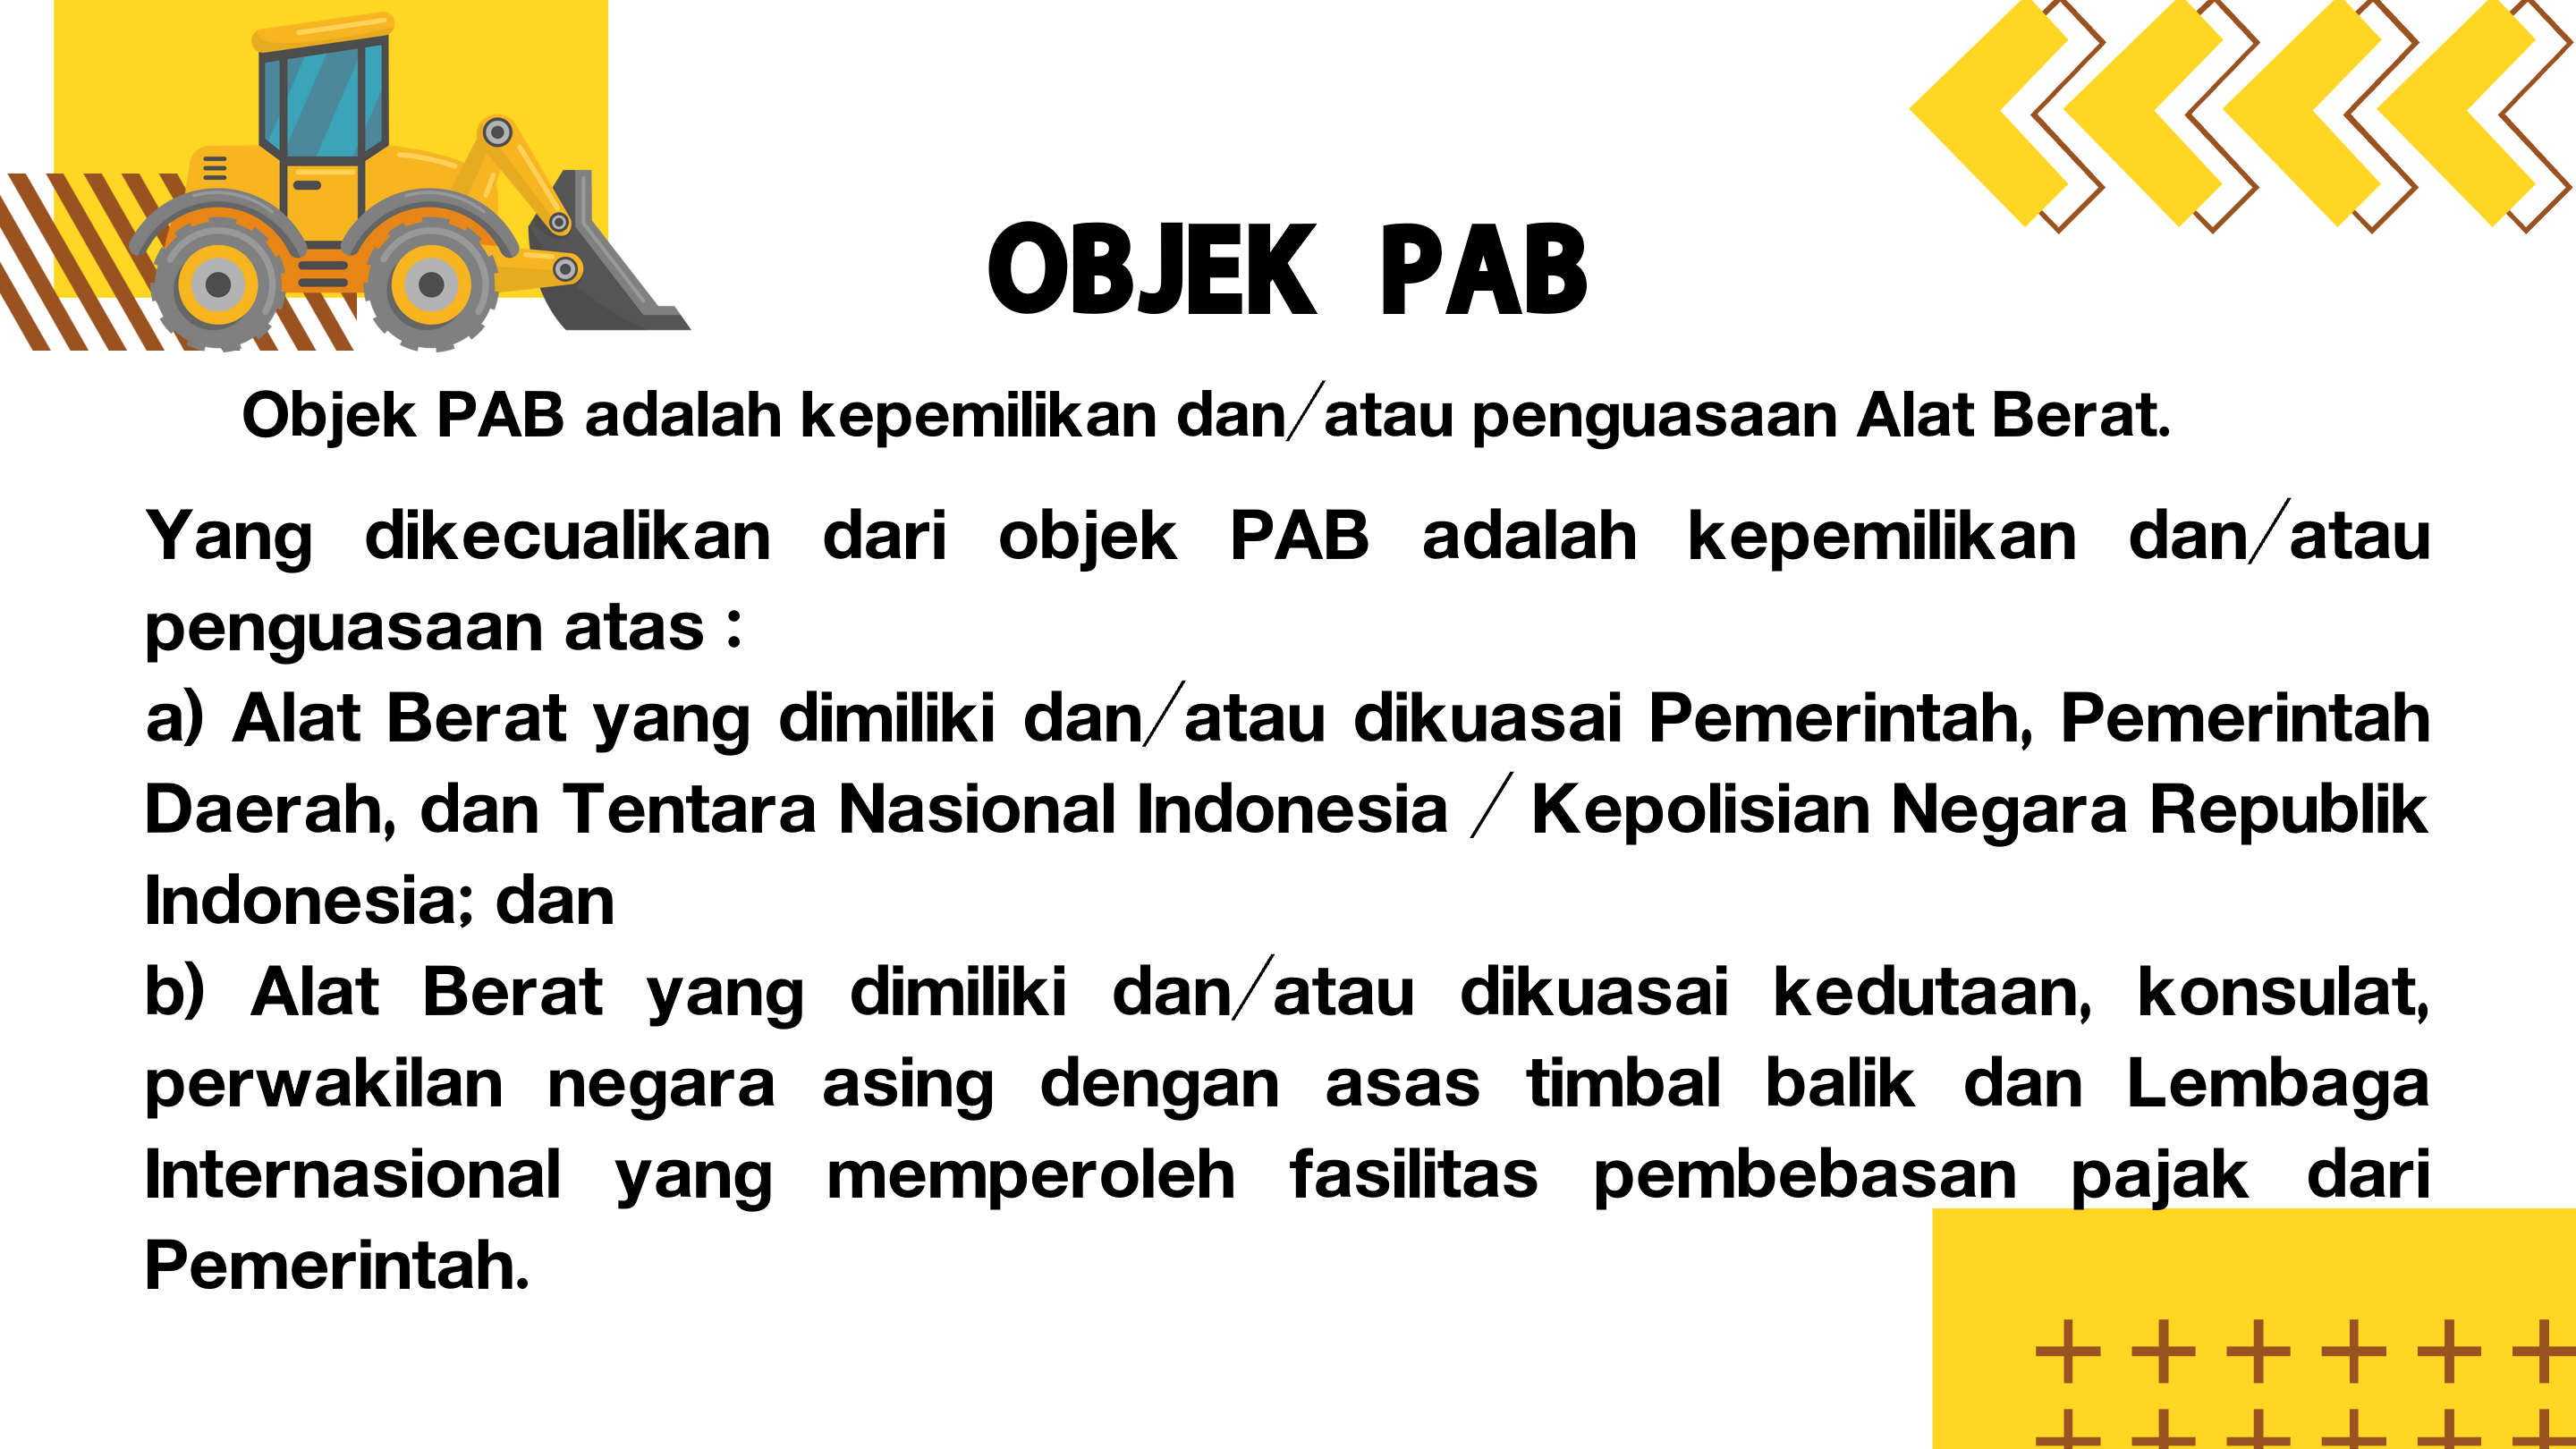 OBJEK PAB
Objek PAB adalah kepemilikan dan/atau penguasaan Alat Berat.
Yang dikecualikan dari objek PAB adalah kepemilikan dan/atau
penguasaan atas :
a) Alat Berat yang dimiliki dan/atau dikuasai Pemerintah, Pemerintah
Daerah, dan Tentara Nasional Indonesia / Kepolisian Negara Republik
Indonesia; dan
b) Alat Berat yang dimiliki dan/atau dikuasai kedutaan, konsulat,
perwakilan negara asing dengan asas timbal balik dan Lembaga
Internasional yang memperoleh fasilitas pembebasan pajak dari
Pemerintah.